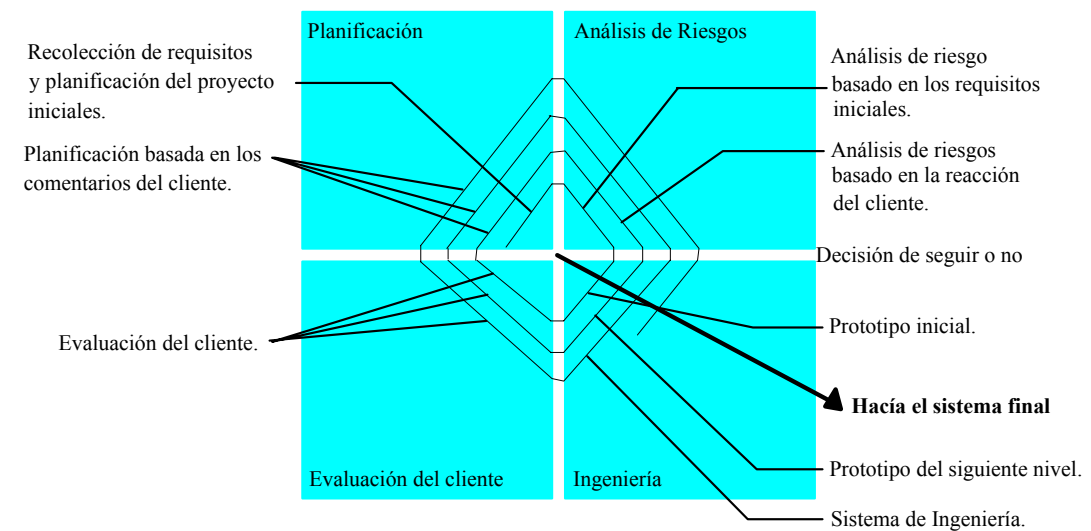 Planificación
Análisis de Riesgos
Recolección de requisitos
y planificación del proyecto
iniciales.
Planificación basada en los
comentarios del cliente.
Análisis de riesgo
basado en los requisitos
iniciales.
Análisis de riesgos
basado en la reacción
del cliente.
Decisión de seguir o no
Evaluación del cliente.
Prototipo inicial.
Hacía el sistema final
Evaluación del cliente
Ingeniería
Prototipo del siguiente nivel.
Sistema de Ingeniería.